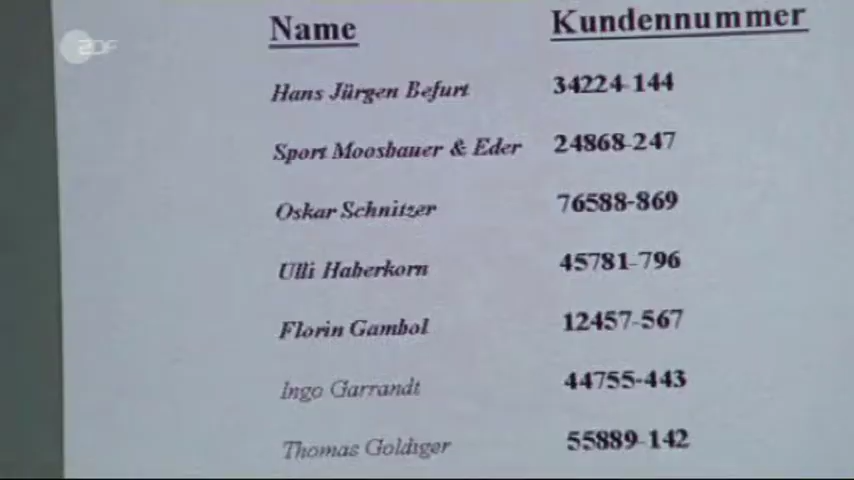 ZDF
Name Kundennummer
Hans Jürgen Befurt 34224-144
Sport Moosbauer & Eder 24868-247
Oskar Schnitzer 76588-869
Ulli Haberkorn 45781-796
Florin Gambol 12457-567
Ingo Garrandt 44755-443
Thomas Goldiger 55889-142